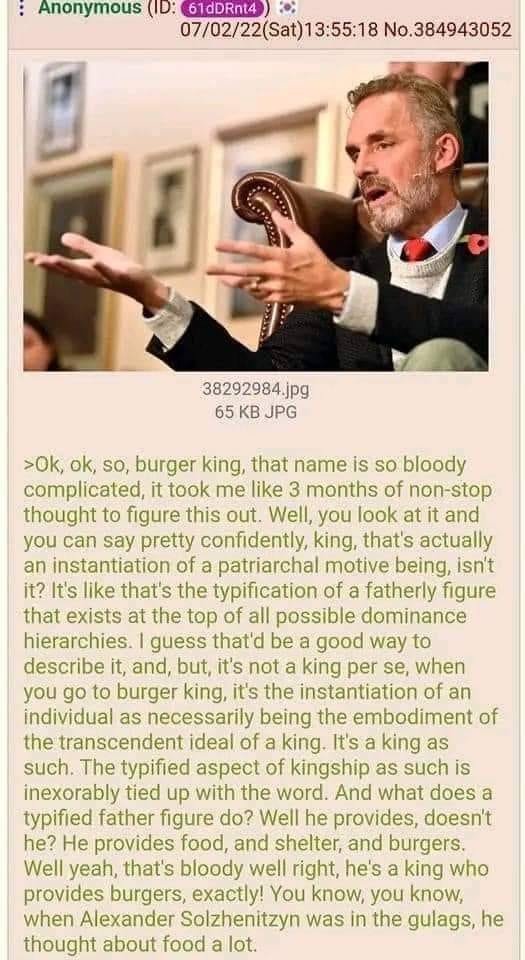 Anonymous (ID: 61dDRnt4)
07/02/22(Sat)13:55:18 No.384943052
38292984.jpg
65 KB JPG
>Ok, ok, so, burger king, that name is so bloody
complicated, it took me like 3 months of non-stop
thought to figure this out. Well, you look at it and
you can say pretty confidently, king, that's actually
an instantiation of a patriarchal motive being, isn't
it? It's like that's the typification of a fatherly figure
that exists at the top of all possible dominance
hierarchies. I guess that'd be a good way to
describe it, and, but, it's not a king per se, when
you go to burger king, it's the instantiation of an
individual as necessarily being the embodiment of
the transcendent ideal of a king. It's a king as
such. The typified aspect of kingship as such is
inexorably tied up with the word. And what does a
typified father figure do? Well he provides, doesn't
he? He provides food, and shelter, and burgers.
Well yeah, that's bloody well right, he's a king who
provides burgers, exactly! You know, you know,
when Alexander Solzhenitzyn was in the gulags, he
thought about food a lot.